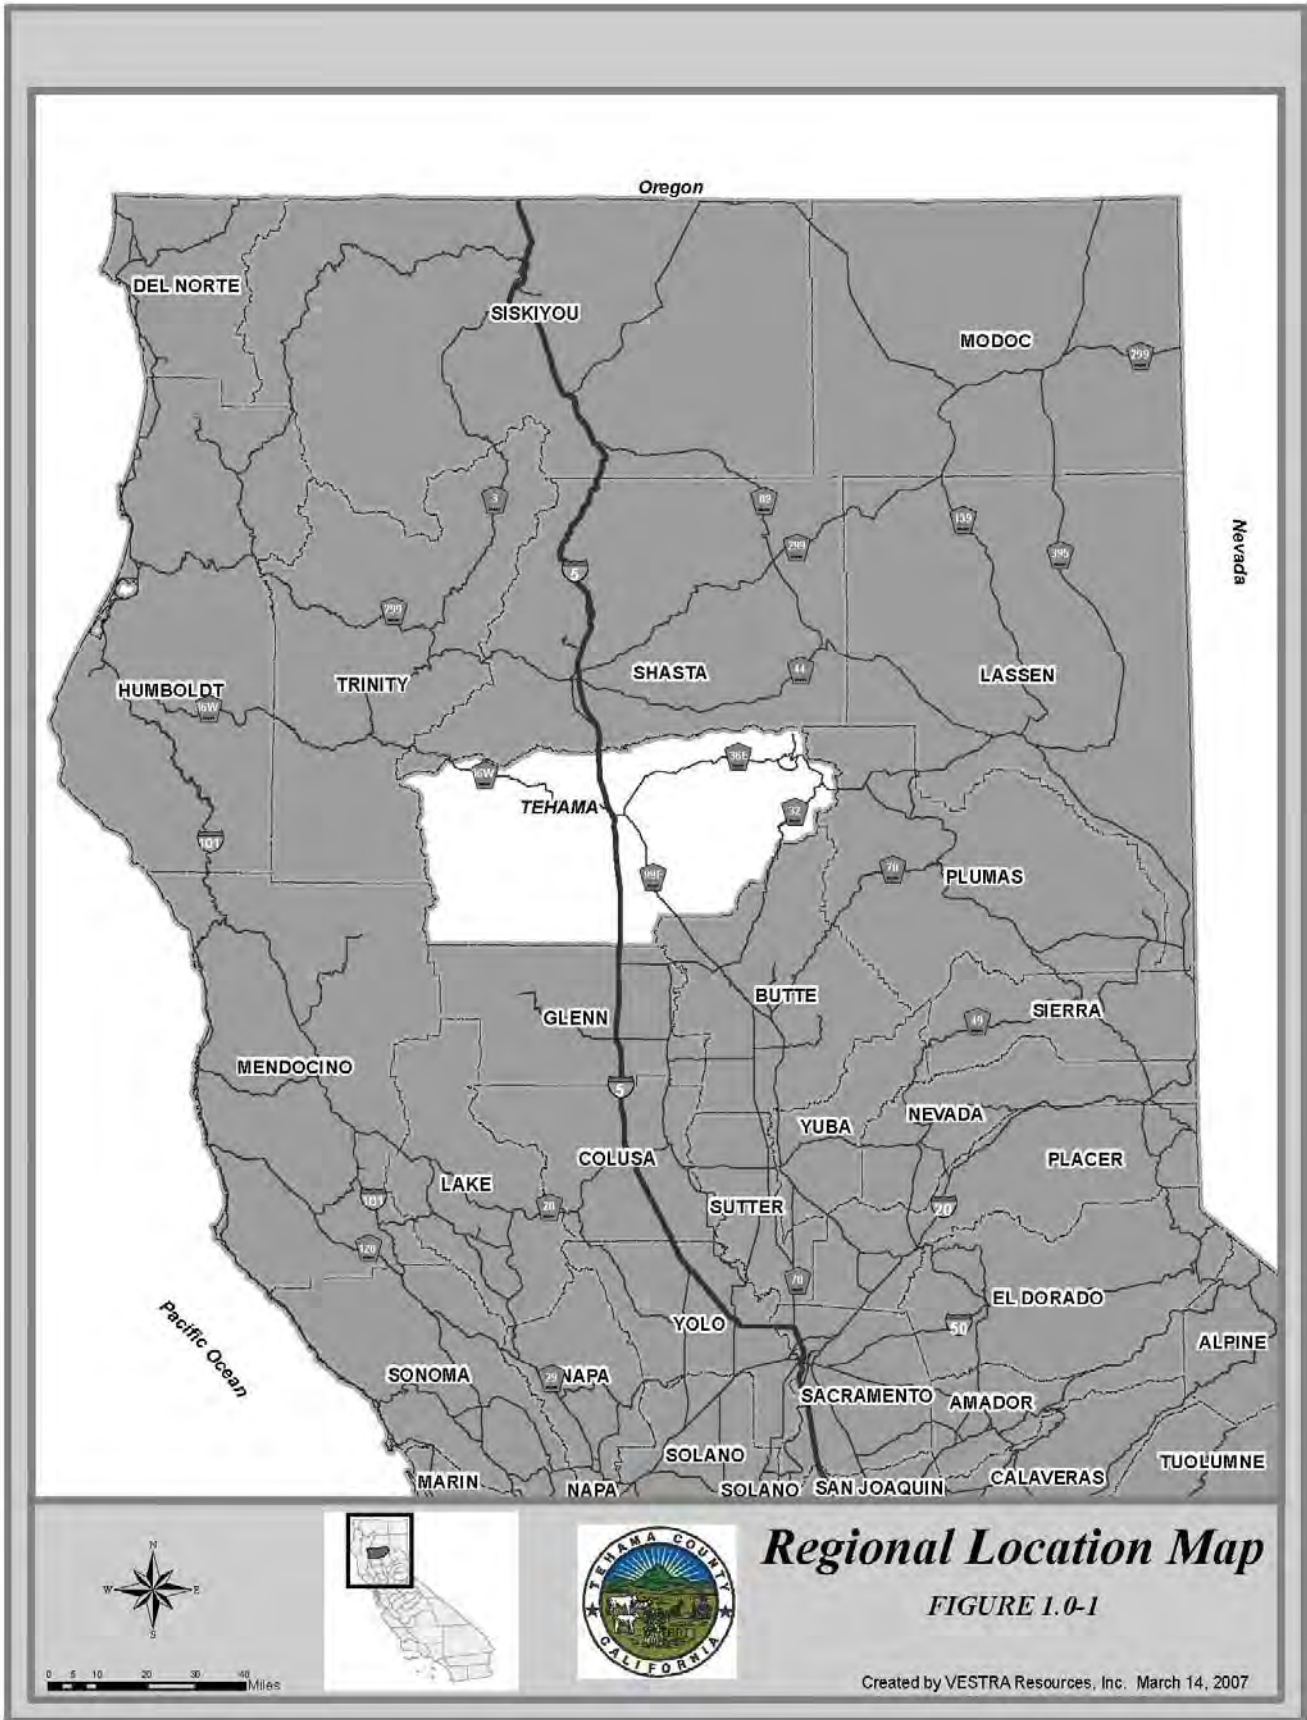 Oregon
DEL NORTE
SISKIYOU
MODOC
299
3
89
139
299
395
Nevada
5
299
SHASTA
44
LASSEN
TRINITY
HUMBOLDT
36E
TEHAMA
32
101
99E
70
PLUMAS
BUTTE
GLENN
SIERRA
49
MENDOCINO
5
NEVADA
YUBA
COLUSA
PLACER
LAKE
101
20
SUTTER
20
70
EL DORADO
Pacific Ocean
YOLO
50
ALPINE
SONOMA
29
NAPA
SACRAMENTO
AMADOR
SOLANO
TUOLUMNE
MARIN
NAPA
SOLANO
SAN JOAQUIN
CALAVERAS
N
W
E
S
0 5 10 20 30 40
Miles
TEHAMA COUNTY
CALIFORNIA
Regional Location Map
FIGURE 1.0-1
Created by VESTRA Resources, Inc. March 14, 2007